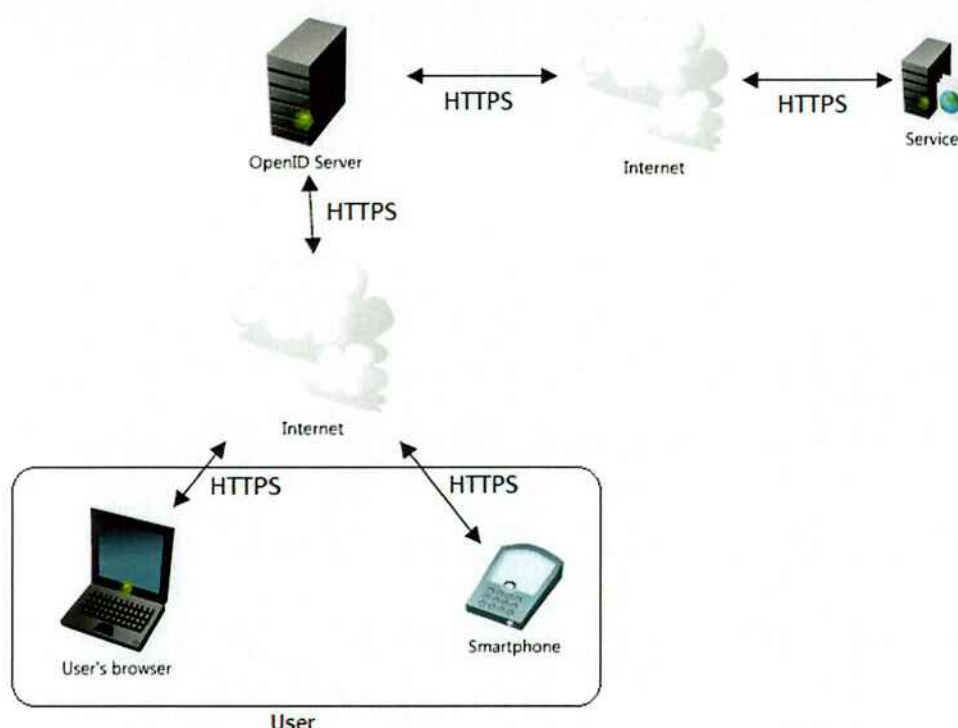 HTTPS
HTTPS
OpenID Server
Internet
Service
HTTPS
Internet
HTTPS
HTTPS
User's browser
Smartphone
User